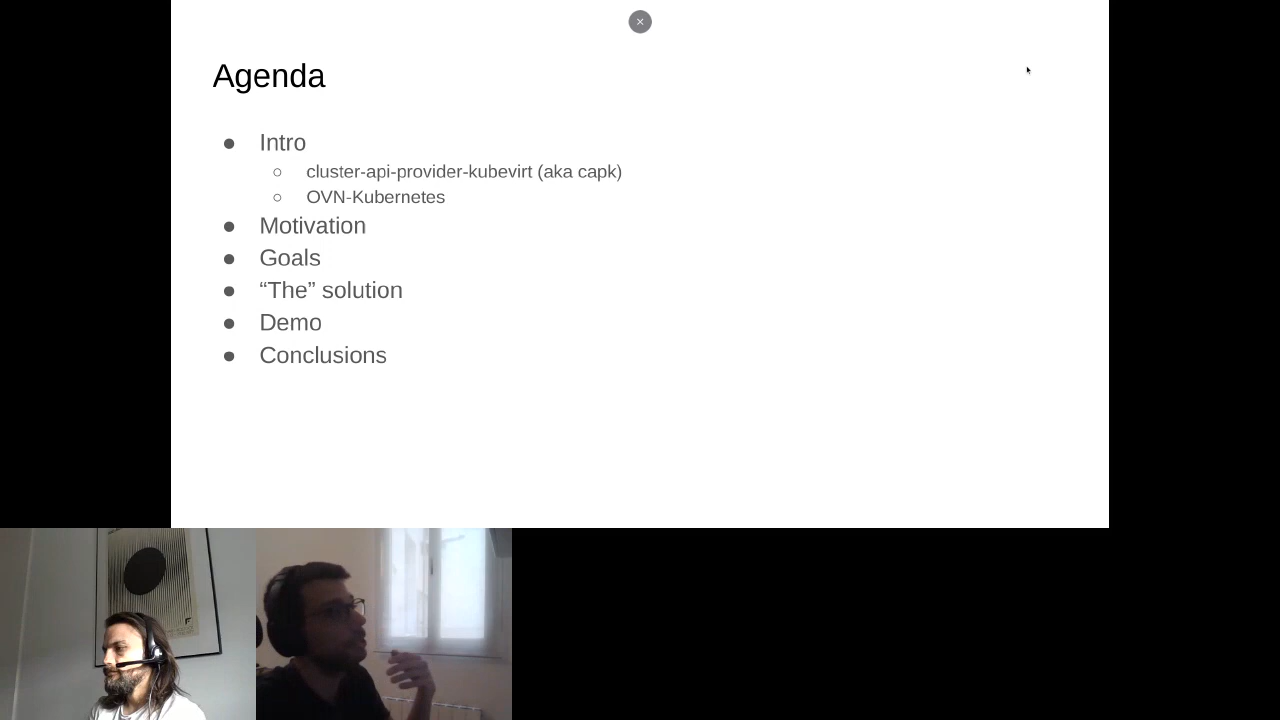 Agenda
● Intro
○ cluster-api-provider-kubevirt (aka capk)
○ OVN-Kubernetes
● Motivation
● Goals
● “The” solution
● Demo
● Conclusions